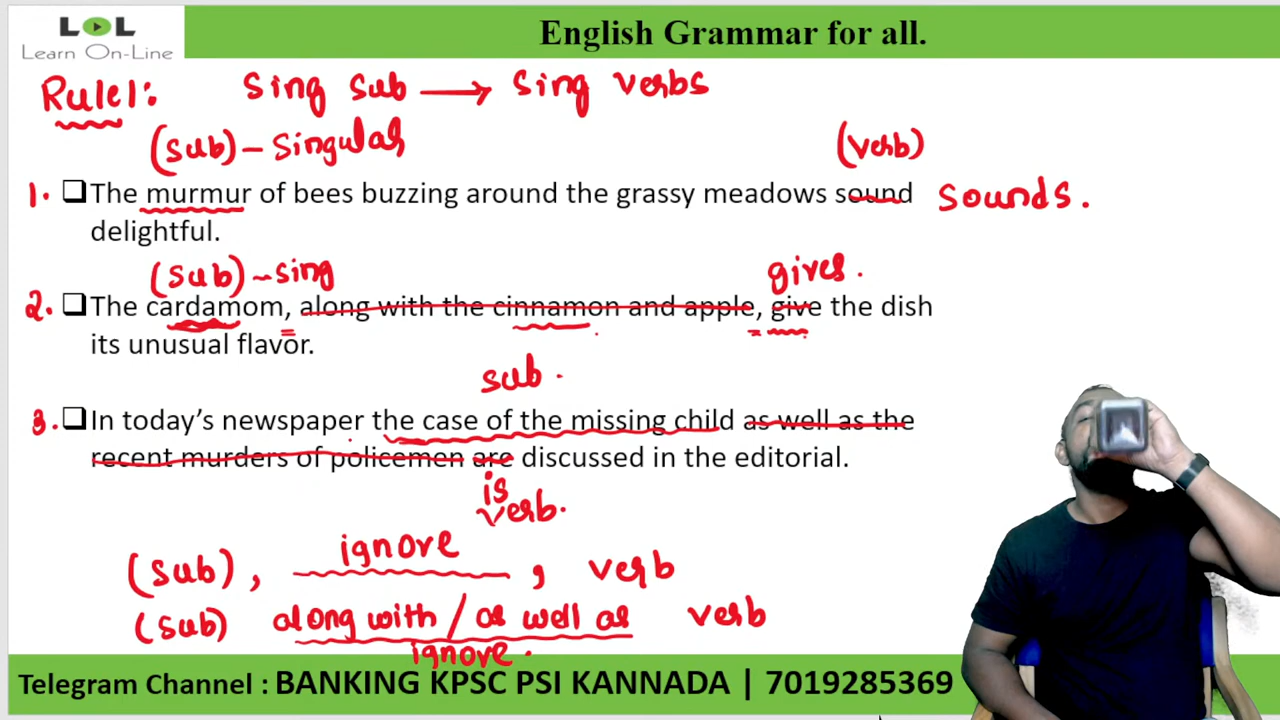 LOL
Learn On-Line
English Grammar for all.
Rule1: Sing sub → Sing verbs
(sub) - Singular (verb)
1. ❑ The murmur of bees buzzing around the grassy meadows sound sounds.
delightful.
(sub) - sing gives.
2. ❑ The cardamom, along with the cinnamon and apple, give the dish
its unusual flavor.
sub.
3. ❑ In today’s newspaper the case of the missing child as well as the
recent murders of policemen are discussed in the editorial.
is
verb.
(sub), ignore, verb
(sub) along with / as well as verb
ignore.
Telegram Channel : BANKING KPSC PSI KANNADA | 7019285369